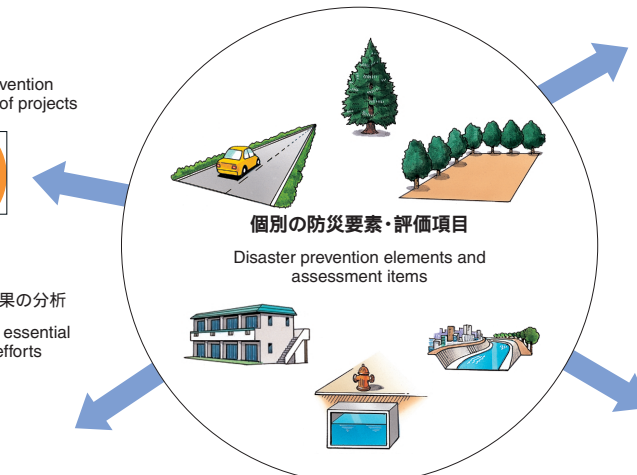 vention
of projects
個別の防災要素・評価項目
Disaster prevention elements and
assessment items
果の分析
essential
efforts